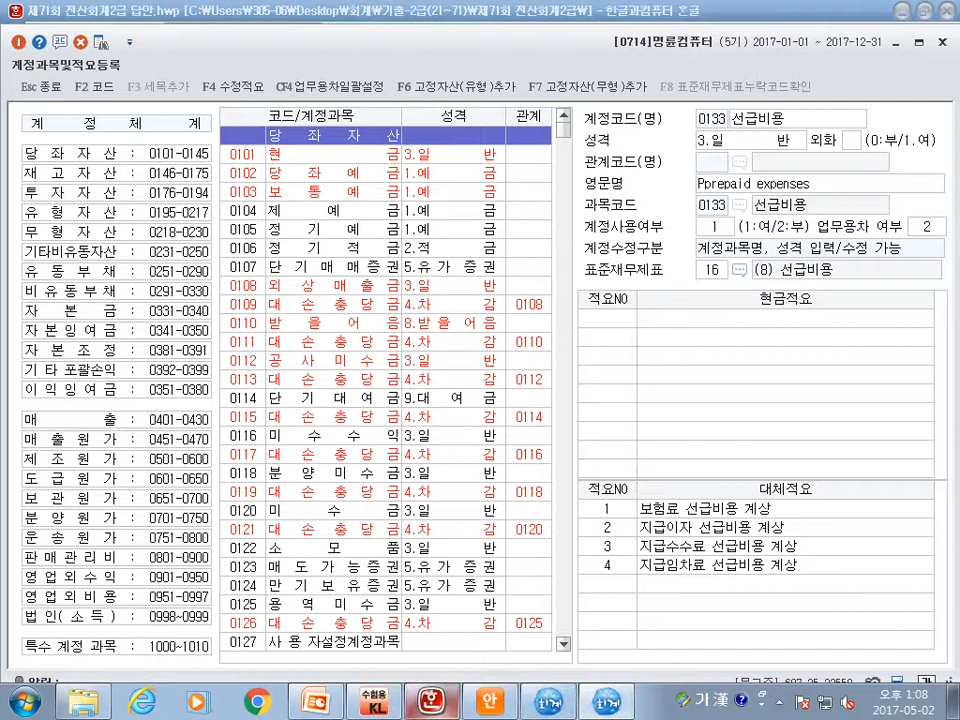 제71회 전산회계2급 답안.hwp [C:₩Users₩305-06₩Desktop₩회계₩기출-2급(21~71)₩제71회 전산회계2급₩] - 한글과컴퓨터 한글
[0714]명륜컴퓨터 (5기) 2017-01-01 ~ 2017-12-31
계정과목및적요등록
Esc 종료 F2 코드 F3 세목추가 F4 수정적요 CF4업무용차일괄설정 F6 고정자산(유형)추가 F7 고정자산(무형)추가 F8 표준재무제표누락코드확인
계 정 체 계
당 좌 자 산 : 0101-0145
재 고 자 산 : 0146-0175
투 자 자 산 : 0176-0194
유 형 자 산 : 0195-0217
무 형 자 산 : 0218-0230
기타비유동자산 : 0231-0250
유 동 부 채 : 0251-0290
비 유 동 부 채 : 0291-0330
자 본 금 : 0331-0340
자 본 잉 여 금 : 0341-0350
자 본 조 정 : 0381-0391
기 타 포괄손익 : 0392-0399
이 익 잉 여 금 : 0351-0380
매 출 : 0401-0430
매 출 원 가 : 0451-0470
제 조 원 가 : 0501-0600
도 급 원 가 : 0601-0650
보 관 원 가 : 0651-0700
분 양 원 가 : 0701-0750
운 송 원 가 : 0751-0800
판 매 관 리 비 : 0801-0900
영 업 외 수 익 : 0901-0950
영 업 외 비 용 : 0951-0997
법 인( 소 득 ) : 0998-0999
특수 계정 과목 : 1000~1010
코드/계정과목 성격 관계
당 좌 자 산
0101 현 금 3.일 반
0102 당 좌 예 금 1.예 금
0103 보 통 예 금 1.예 금
0104 제 예 금 1.예 금
0105 정 기 예 금 1.예 금
0106 정 기 적 금 2.적 금
0107 단 기 매 매 증 권 5.유 가 증 권
0108 외 상 매 출 금 3.일 반
0109 대 손 충 당 금 4.차 감 0108
0110 받 을 어 음 8.받 을 어 음
0111 대 손 충 당 금 4.차 감 0110
0112 공 사 미 수 금 3.일 반
0113 대 손 충 당 금 4.차 감 0112
0114 단 기 대 여 금 9.대 여 금
0115 대 손 충 당 금 4.차 감 0114
0116 미 수 수 익 3.일 반
0117 대 손 충 당 금 4.차 감 0116
0118 분 양 미 수 금 3.일 반
0119 대 손 충 당 금 4.차 감 0118
0120 미 수 금 3.일 반
0121 대 손 충 당 금 4.차 감 0120
0122 소 모 품 3.일 반
0123 매 도 가 능 증 권 5.유 가 증 권
0124 만 기 보 유 증 권 5.유 가 증 권
0125 용 역 미 수 금 3.일 반
0126 대 손 충 당 금 4.차 감 0125
0127 사 용 자설정계정과목
계정코드(명) 0133 선급비용
성격 3.일 반 외화 (0:부/1.여)
관계코드(명)
영문명 Pprepaid expenses
과목코드 0133 선급비용
계정사용여부 1 (1:여/2:부) 업무용차 여부 2
계정수정구분 계정과목명, 성격 입력/수정 가능
표준재무제표 16 (8) 선급비용
적요NO 현금적요
적요NO 대체적요
1 보험료 선급비용 계상
2 지급이자 선급비용 계상
3 지급수수료 선급비용 계상
4 지급임차료 선급비용 계상
수험용 KL
안
가 漢
오후 1:08
2017-05-02